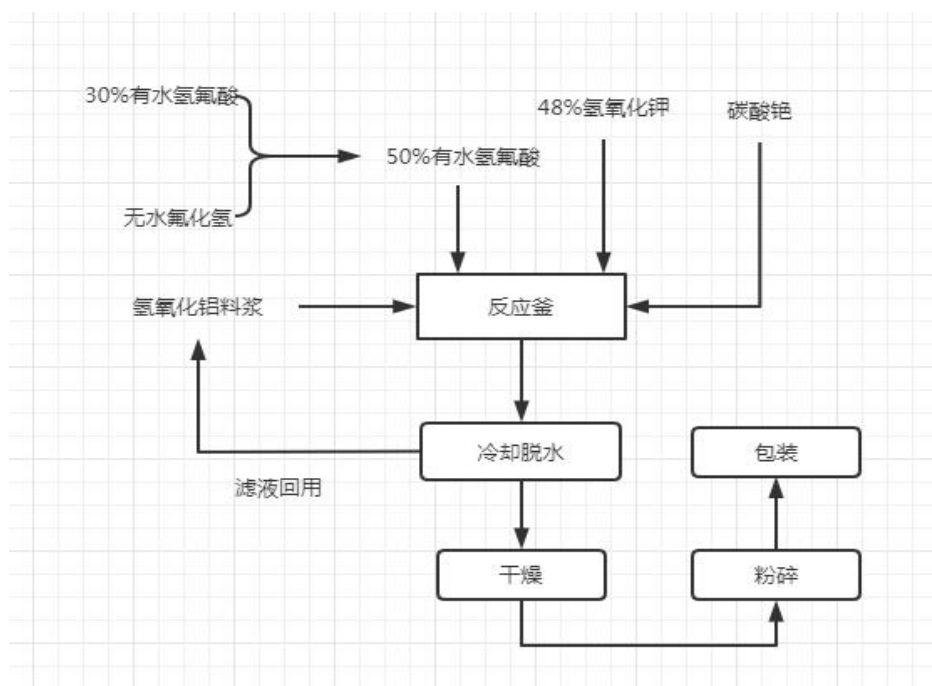 30%有水氢氟酸
48%氢氧化钾
碳酸铯
50%有水氢氟酸
无水氟化氢
氢氧化铝料浆
反应釜
冷却脱水
包装
滤液回用
干燥
粉碎